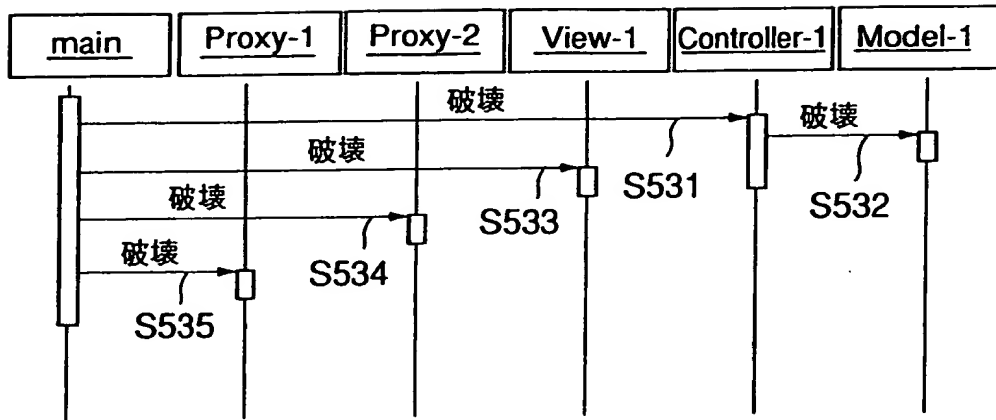 main
Proxy-1
Proxy-2
View-1
Controller-1
Model-1
破壊
破壊
S531
S532
破壊
S533
破壊
S534
破壊
S535